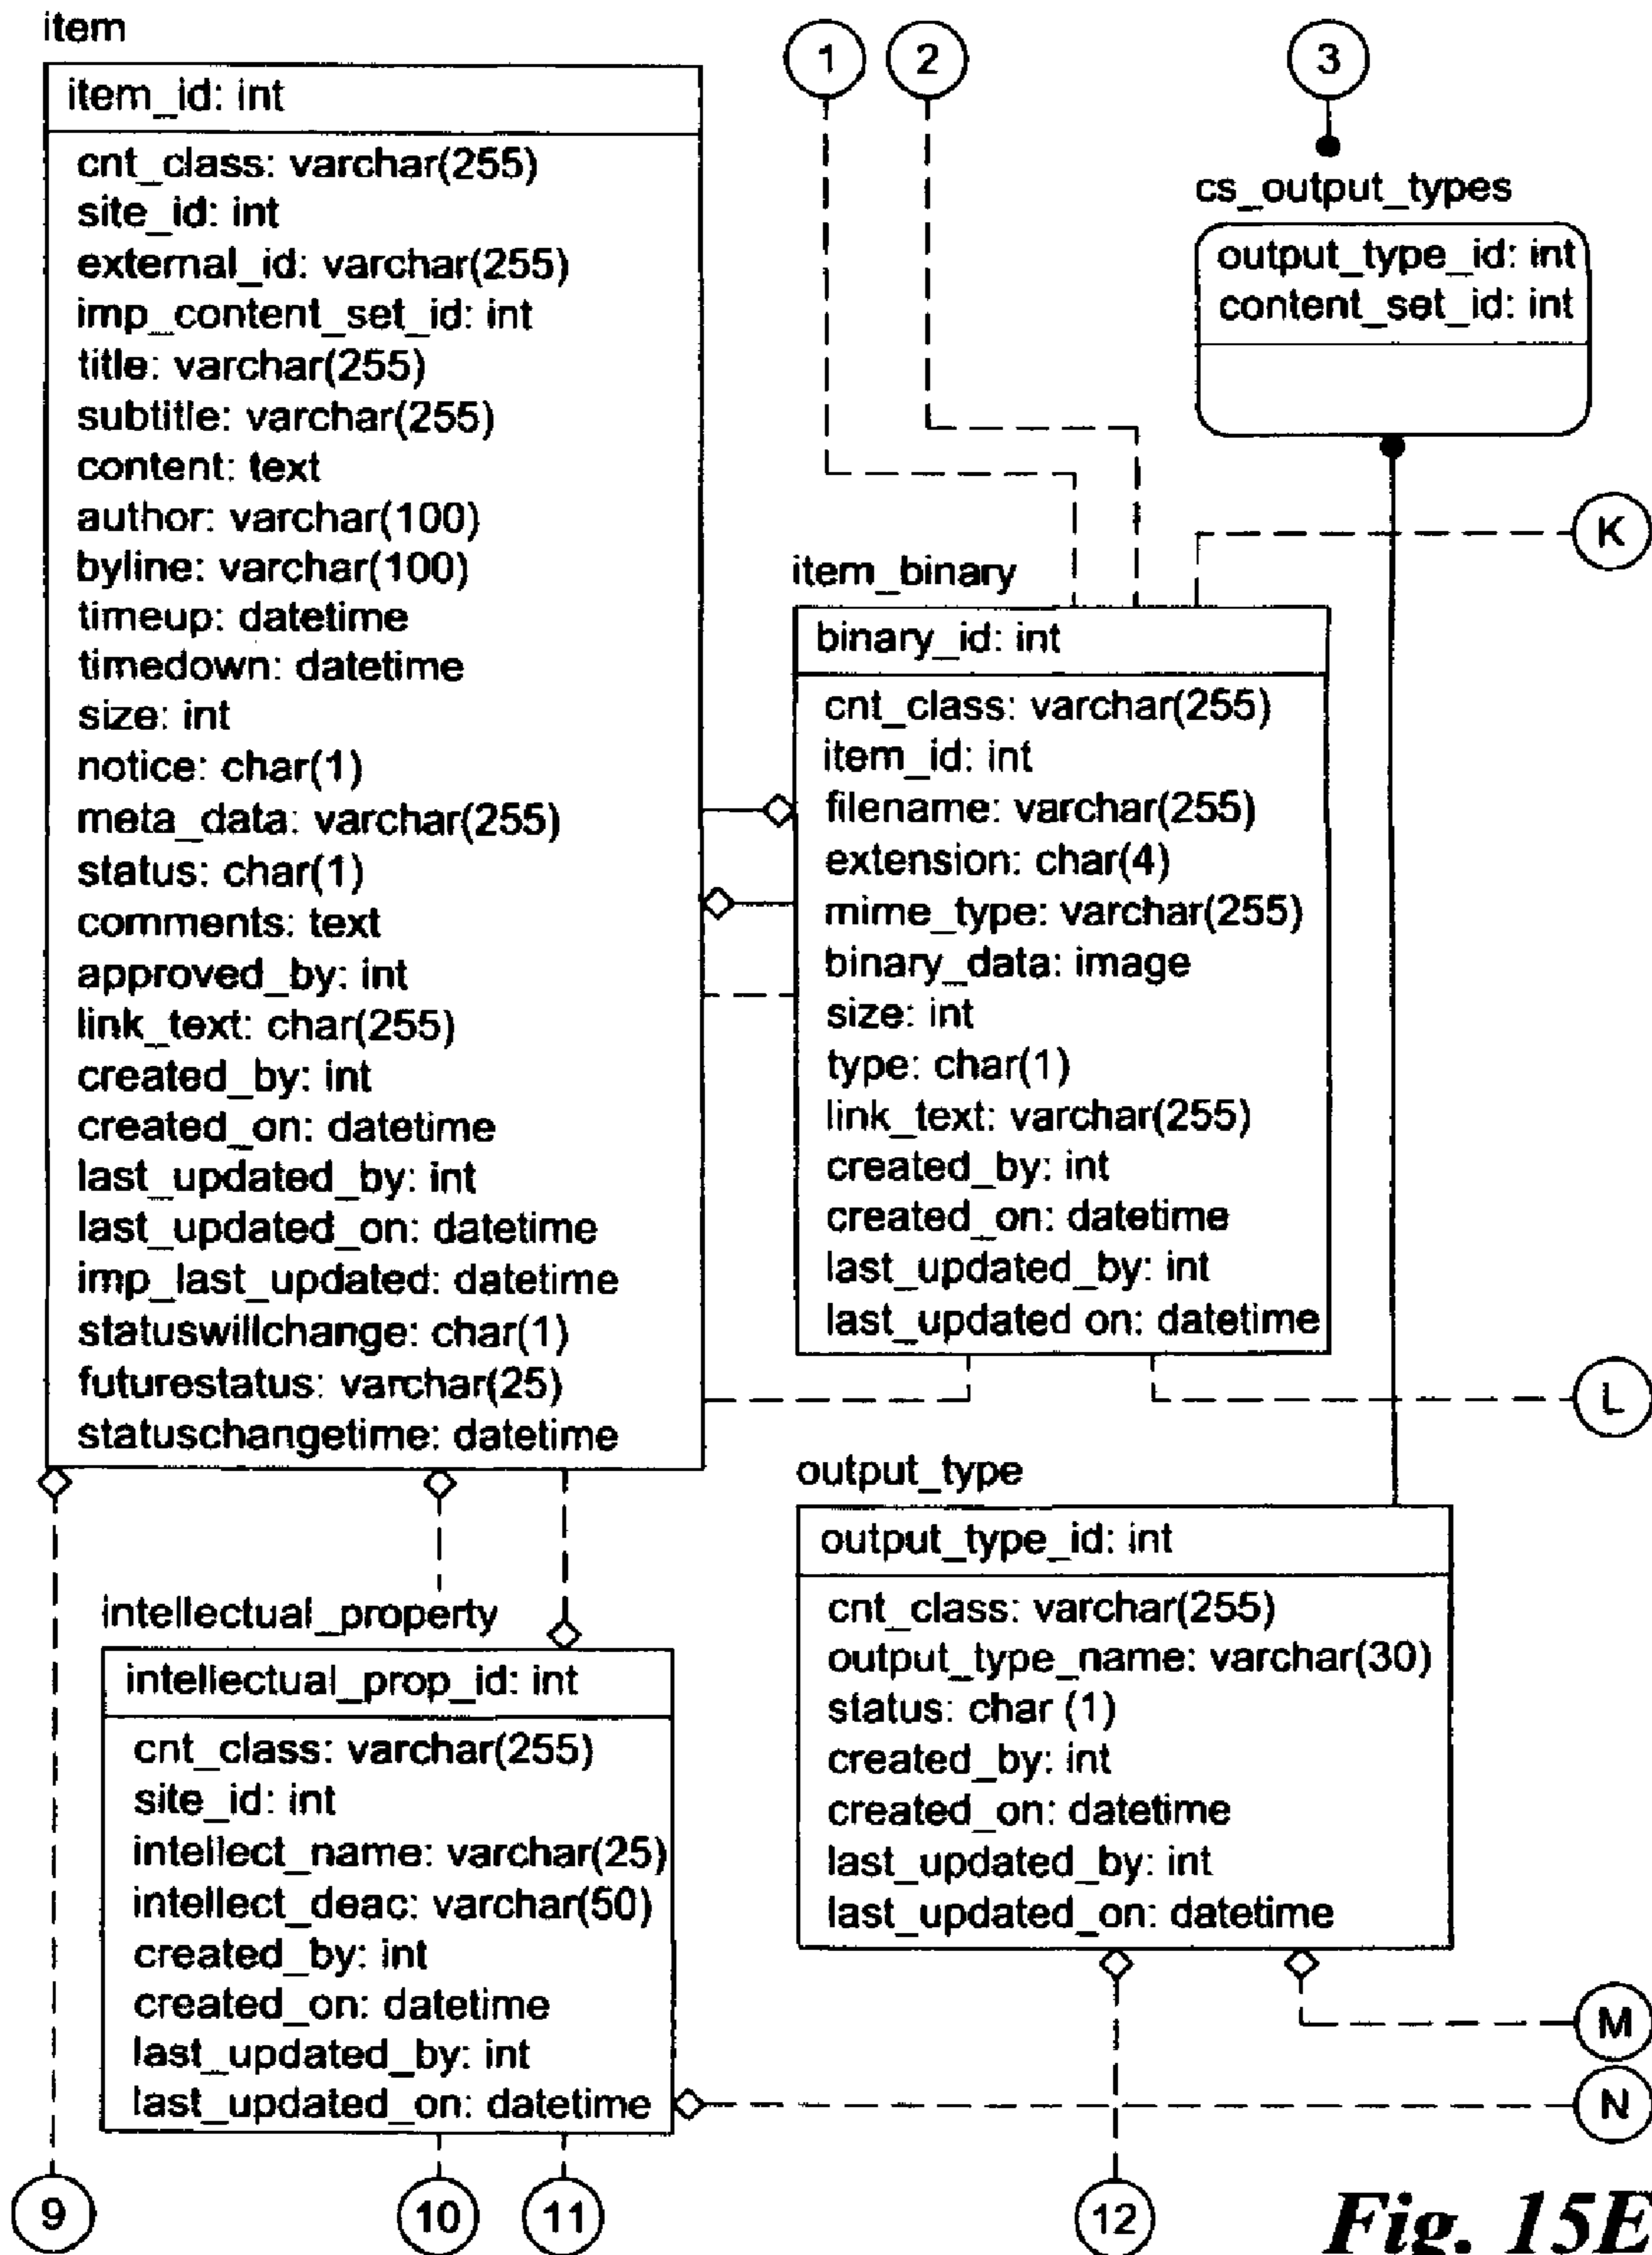 item
item_id: int
cnt_class: varchar(255)
site_id: int
external_id: varchar(255)
imp_content_set_id: int
title: varchar(255)
subtitle: varchar(255)
content: text
author: varchar(100)
byline: varchar(100)
timeup: datetime
timedown: datetime
size: int
notice: char(1)
meta_data: varchar(255)
status: char(1)
comments: text
approved_by: int
link_text: char(255)
created_by: int
created_on: datetime
last_updated_by: int
last_updated_on: datetime
imp_last_updated: datetime
statuswillchange: char(1)
futurestatus: varchar(25)
statuschangetime: datetime
1
2
3
cs_output_types
output_type_id: int
content_set_id: int
K
item_binary
binary_id: int
cnt_class: varchar(255)
item_id: int
filename: varchar(255)
extension: char(4)
mime_type: varchar(255)
binary_data: image
size: int
type: char(1)
link_text: varchar(255)
created_by: int
created_on: datetime
last_updated_by: int
last_updated on: datetime
L
intellectual_property
intellectual_prop_id: int
cnt_class: varchar(255)
site_id: int
intellect_name: varchar(25)
intellect_deac: varchar(50)
created_by: int
created_on: datetime
last_updated_by: int
last_updated_on: datetime
output_type
output_type_id: int
cnt_class: varchar(255)
output_type_name: varchar(30)
status: char (1)
created_by: int
created_on: datetime
last_updated_by: int
last_updated_on: datetime
M
N
9
10
11
12
Fig. 15E